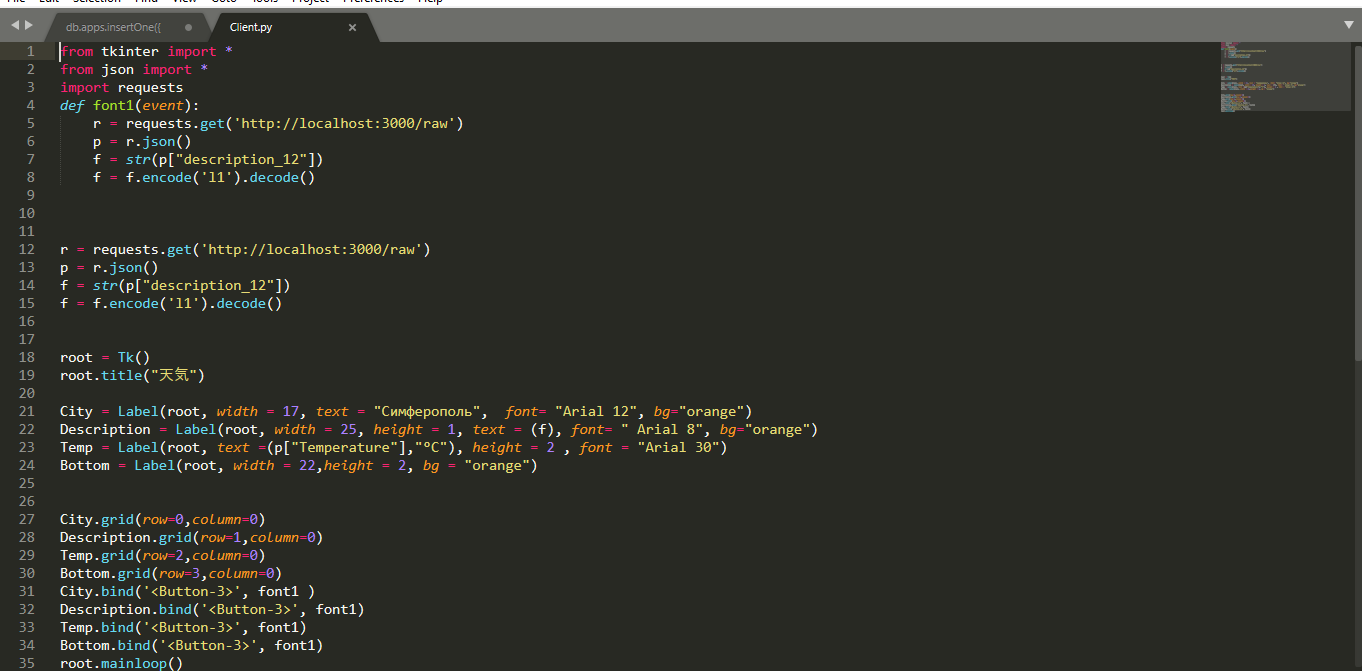 File Edit Selection Find View Goto Tools Project Preferences Help
db.apps.insertOne({ Client.py
1 from tkinter import *
2 from json import *
3 import requests
4 def font1(event):
5     r = requests.get('http://localhost:3000/raw')
6     p = r.json()
7     f = str(p["description_12"])
8     f = f.encode('l1').decode()
9
10
11
12 r = requests.get('http://localhost:3000/raw')
13 p = r.json()
14 f = str(p["description_12"])
15 f = f.encode('l1').decode()
16
17
18 root = Tk()
19 root.title("天気")
20
21 City = Label(root, width = 17, text = "Симферополь",  font= "Arial 12", bg="orange")
22 Description = Label(root, width = 25, height = 1, text = (f), font= " Arial 8", bg="orange")
23 Temp = Label(root, text =(p["Temperature"],"ºC"), height = 2 , font = "Arial 30")
24 Bottom = Label(root, width = 22,height = 2, bg = "orange")
25
26
27 City.grid(row=0,column=0)
28 Description.grid(row=1,column=0)
29 Temp.grid(row=2,column=0)
30 Bottom.grid(row=3,column=0)
31 City.bind('<Button-3>', font1 )
32 Description.bind('<Button-3>', font1)
33 Temp.bind('<Button-3>', font1)
34 Bottom.bind('<Button-3>', font1)
35 root.mainloop()